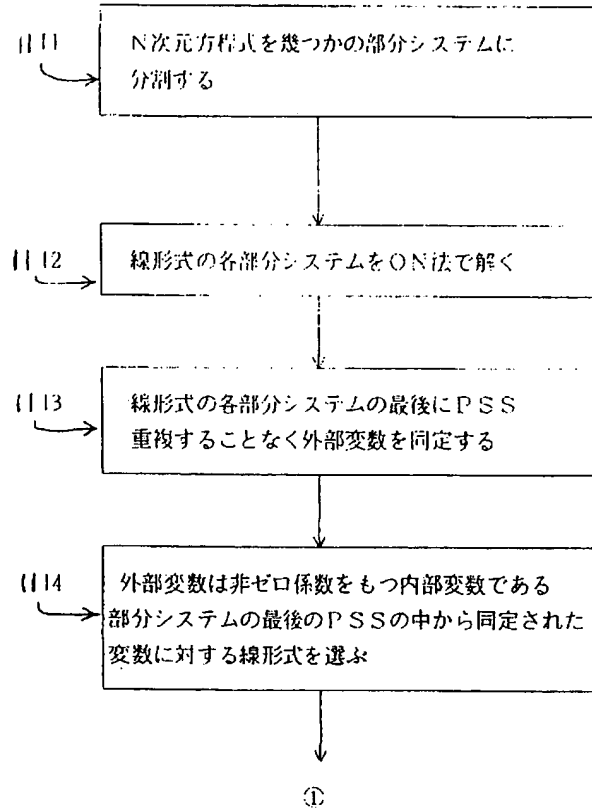 1111
N次元方程式を幾つかの部分システムに
分割する
1112
線形式の各部分システムをON法で解く
1113
線形式の各部分システムの最後にPSS
重複することなく外部変数を同定する
1114
外部変数は非ゼロ係数をもつ内部変数である
部分システムの最後のPSSの中から同定された
変数に対する線形式を選ぶ
①